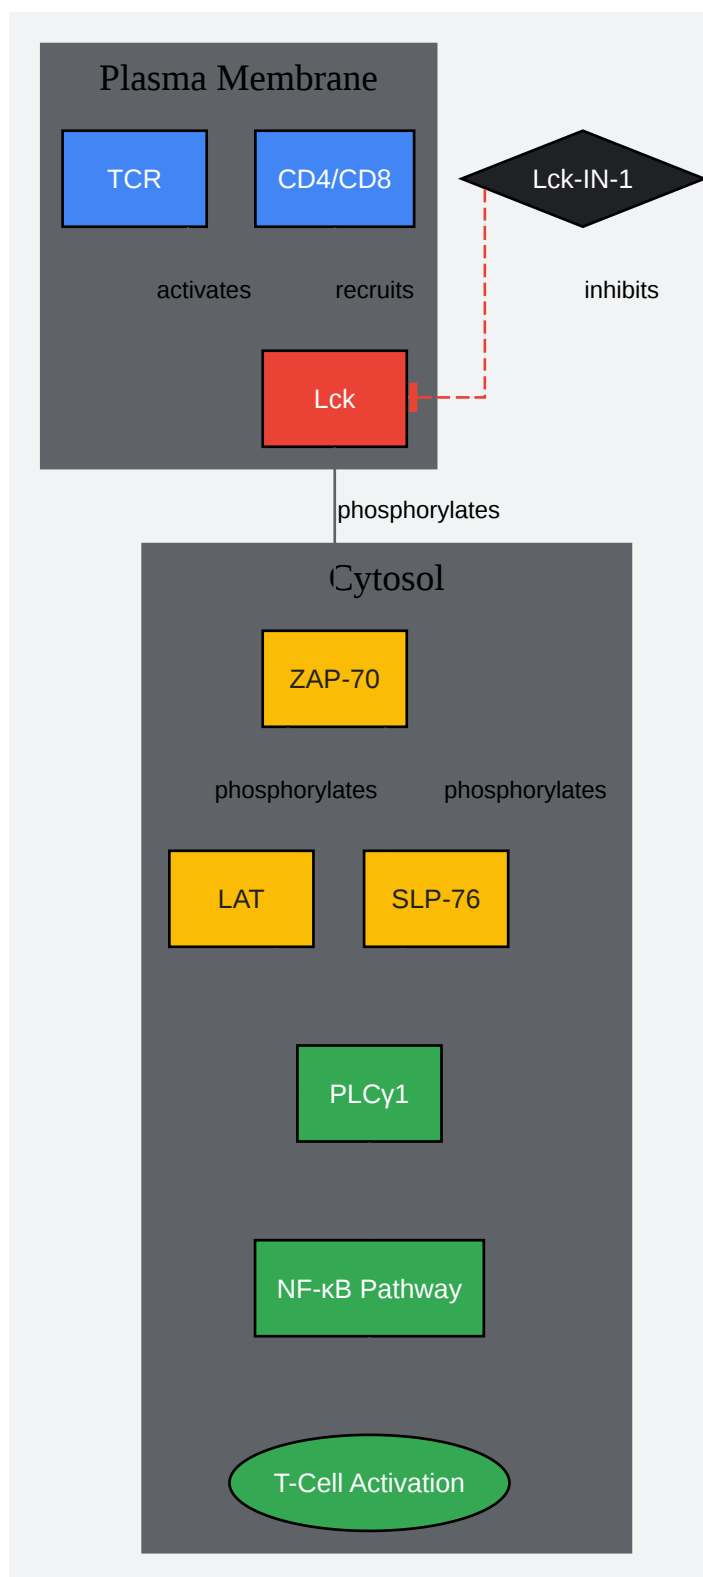 Plasma Membrane
TCR
CD4/CD8
Lck-IN-1
activates
recruits
inhibits
Lck
phosphorylates
Cytosol
ZAP-70
phosphorylates
phosphorylates
LAT
SLP-76
PLCγ1
NF-κB Pathway
T-Cell Activation